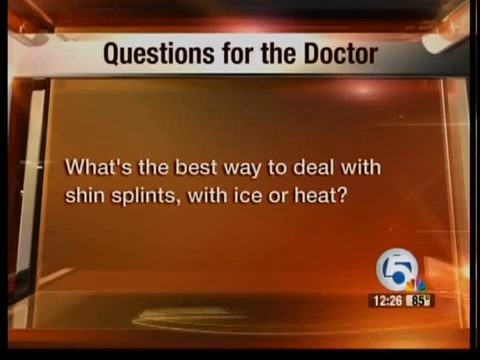 Questions for the Doctor
What's the best way to deal with
shin splints, with ice or heat?
5
12:26 85°